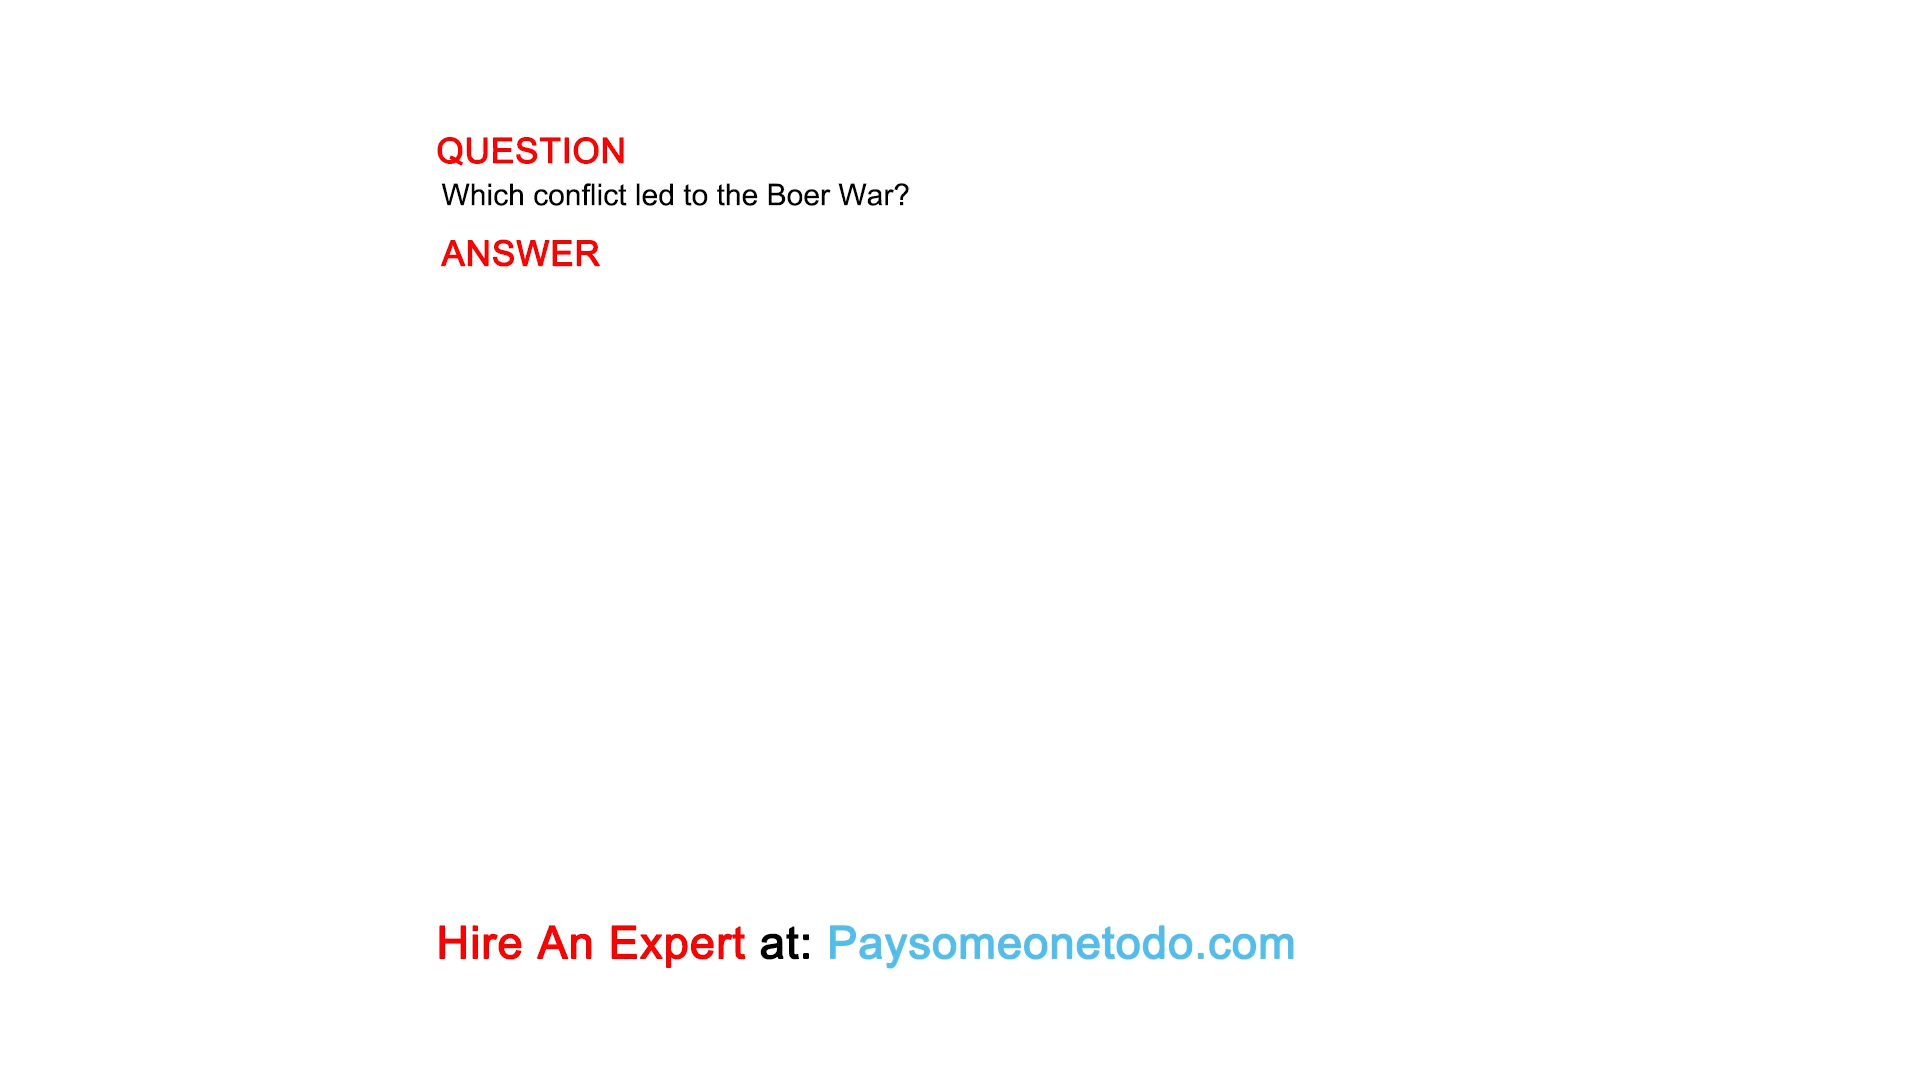 QUESTION
Which conflict led to the Boer War?
ANSWER
Hire An Expert at: Paysomeonetodo.com